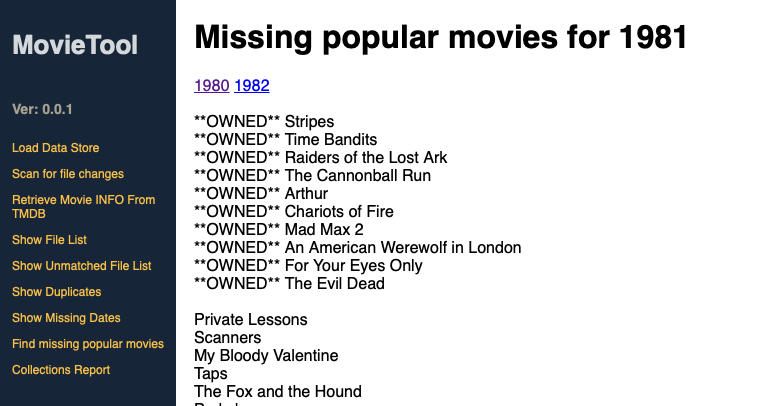 MovieTool
Ver: 0.0.1
Load Data Store
Scan for file changes
Retrieve Movie INFO From
TMDB
Show File List
Show Unmatched File List
Show Duplicates
Show Missing Dates
Find missing popular movies
Collections Report
Missing popular movies for 1981
1980 1982
**OWNED** Stripes
**OWNED** Time Bandits
**OWNED** Raiders of the Lost Ark
**OWNED** The Cannonball Run
**OWNED** Arthur
**OWNED** Chariots of Fire
**OWNED** Mad Max 2
**OWNED** An American Werewolf in London
**OWNED** For Your Eyes Only
**OWNED** The Evil Dead
Private Lessons
Scanners
My Bloody Valentine
Taps
The Fox and the Hound